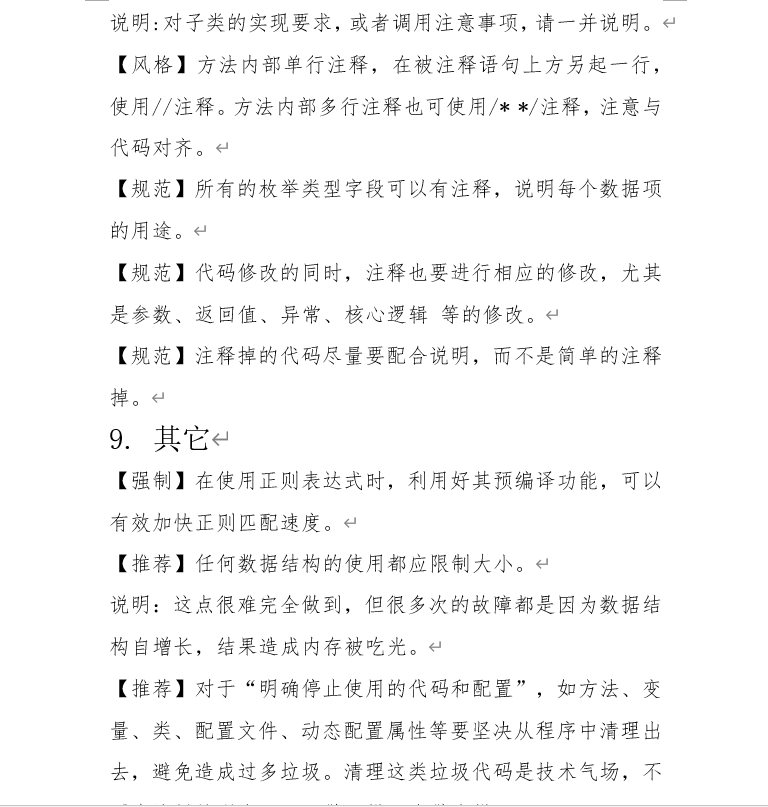 说明:对子类的实现要求,或者调用注意事项,请一并说明。↵
【风格】方法内部单行注释，在被注释语句上方另起一行，
使用//注释。方法内部多行注释也可使用/* */注释，注意与
代码对齐。↵
【规范】所有的枚举类型字段可以有注释，说明每个数据项
的用途。↵
【规范】代码修改的同时，注释也要进行相应的修改，尤其
是参数、返回值、异常、核心逻辑 等的修改。↵
【规范】注释掉的代码尽量要配合说明，而不是简单的注释
掉。↵
9. 其它↵
【强制】在使用正则表达式时，利用好其预编译功能，可以
有效加快正则匹配速度。↵
【推荐】任何数据结构的使用都应限制大小。↵
说明：这点很难完全做到，但很多次的故障都是因为数据结
构自增长，结果造成内存被吃光。↵
【推荐】对于“明确停止使用的代码和配置”，如方法、变
量、类、配置文件、动态配置属性等要坚决从程序中清理出
去，避免造成过多垃圾。清理这类垃圾代码是技术气场，不